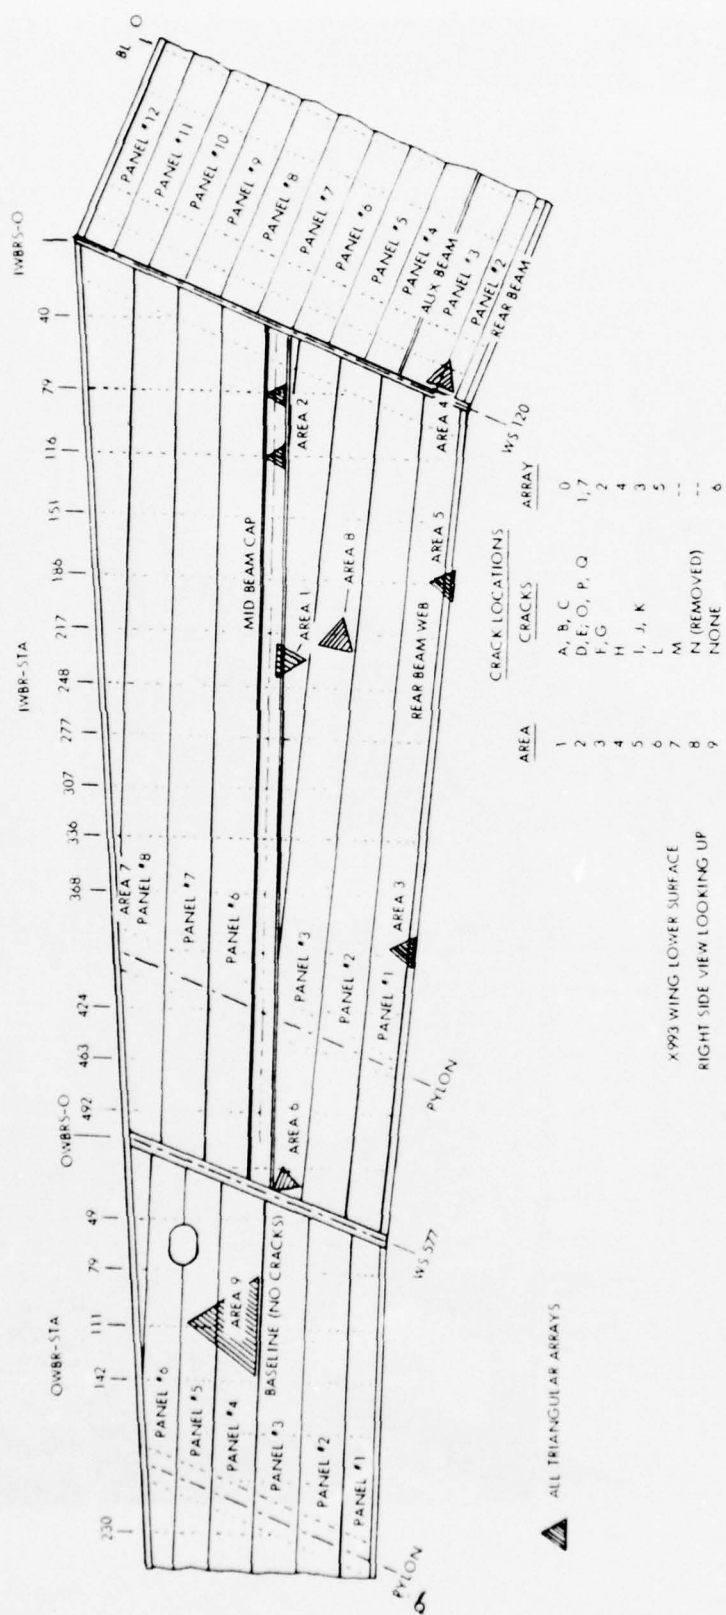 OWBR-STA
230
142
111
79
49
OWBRS-O
492
463
424
368
336
307
277
248
217
186
151
116
79
40
IWBRS-O
IWBR-STA
BL O
PANEL #6
PANEL #5
PANEL #4
PANEL #3
PANEL #2
PANEL #1
PYLON
AREA 9
BASELINE (NO CRACKS)
WS 577
AREA 6
AREA 7
PANEL #8
PANEL #7
PANEL #6
PANEL #3
PANEL #2
PANEL #1
PYLON
AREA 3
MID BEAM CAP
AREA 1
AREA 8
AREA 2
REAR BEAM WEB
AREA 5
AREA 4
WS 120
PANEL #12
PANEL #11
PANEL #10
PANEL #9
PANEL #8
PANEL #7
PANEL #6
PANEL #5
PANEL #4
AUX BEAM
PANEL #3
PANEL #2
REAR BEAM
ALL TRIANGULAR ARRAYS
X993 WING LOWER SURFACE
RIGHT SIDE VIEW LOOKING UP
CRACK LOCATIONS
AREA CRACKS ARRAY
1 A, B, C 0
2 D, E, O, P, Q 1,7
3 F, G 2
4 H 4
5 I, J, K 3
6 L 5
7 M --
8 N (REMOVED) --
9 NONE 6